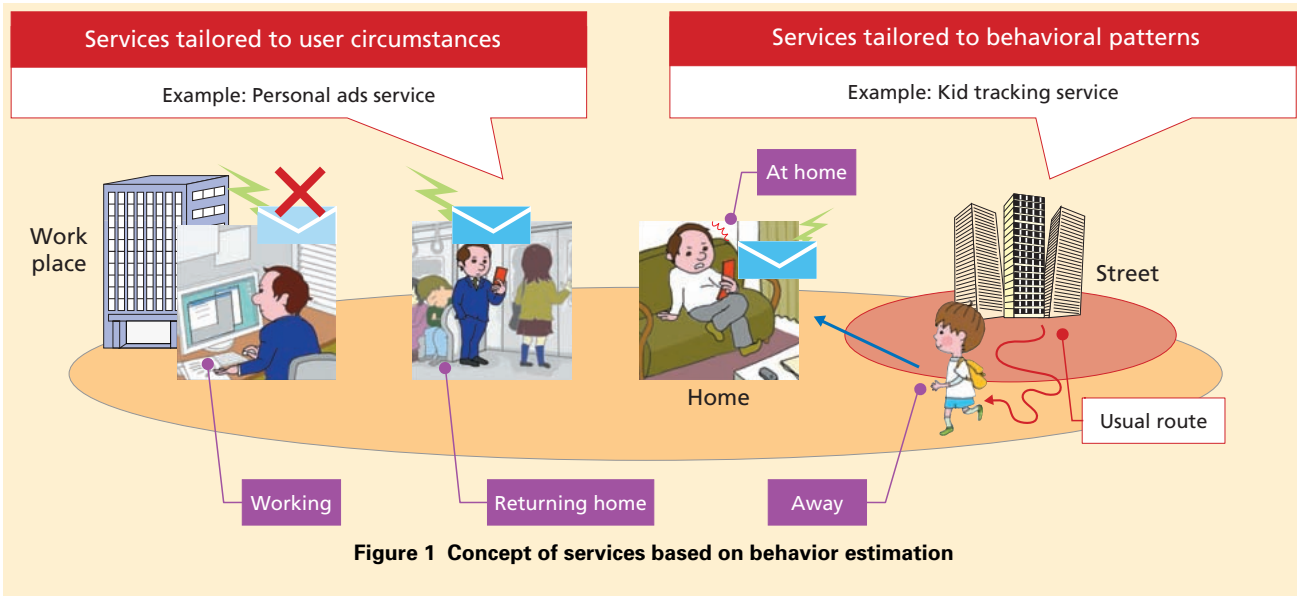 Services tailored to user circumstances
Example: Personal ads service
Services tailored to behavioral patterns
Example: Kid tracking service
At home
Work
place
Street
Home
Usual route
Working
Returning home
Away
Figure 1 Concept of services based on behavior estimation